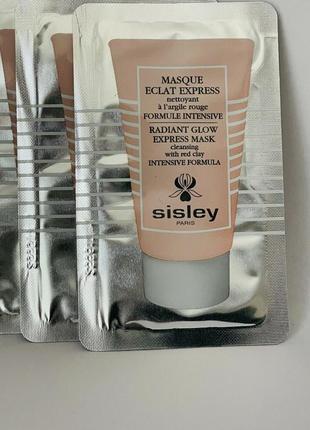 MASQUE
ECLAT EXPRESS
nettoyant
à l'argile rouge
FORMULE INTENSIVE
RADIANT GLOW
EXPRESS MASK
cleansing
with red clay
INTENSIVE FORMULA
sisley
PARIS